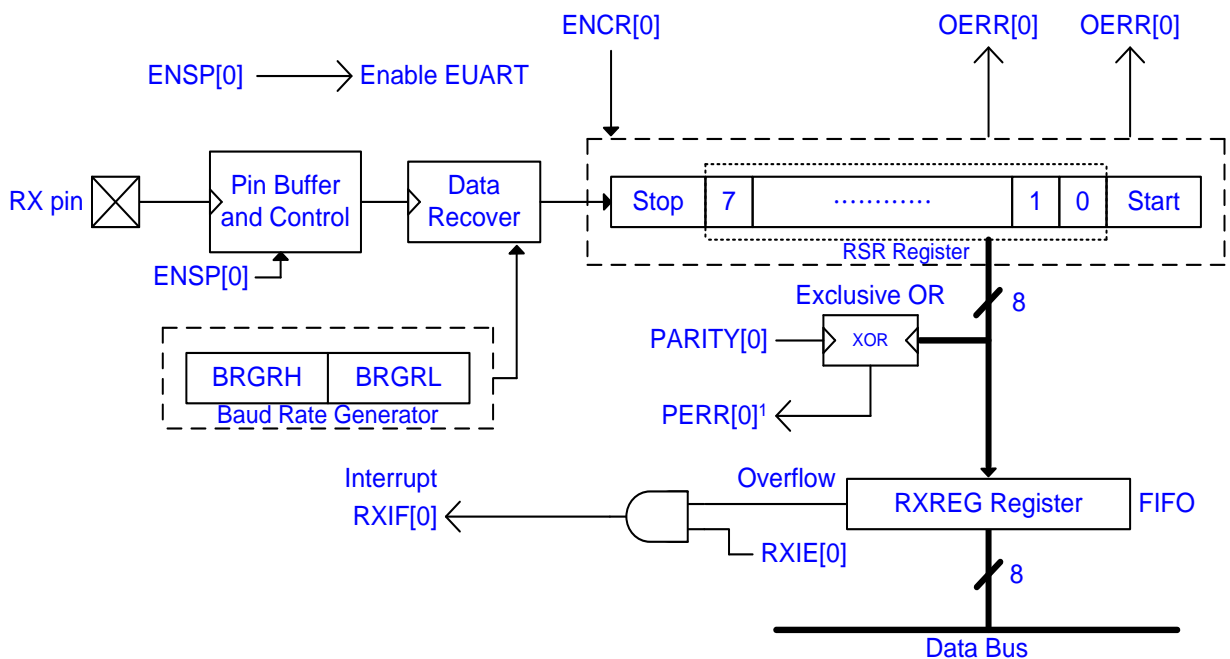 ENCR[0]
OERR[0]
OERR[0]
ENSP[0]
Enable EUART
RX pin
Pin Buffer
and Control
Data
Recover
Stop
7
············
1
0
Start
RSR Register
ENSP[0]
8
Exclusive OR
PARITY[0]
XOR
BRGRH
BRGRL
Baud Rate Generator
PERR[0]¹
Interrupt
RXIF[0]
Overflow
RXREG Register
FIFO
RXIE[0]
8
Data Bus